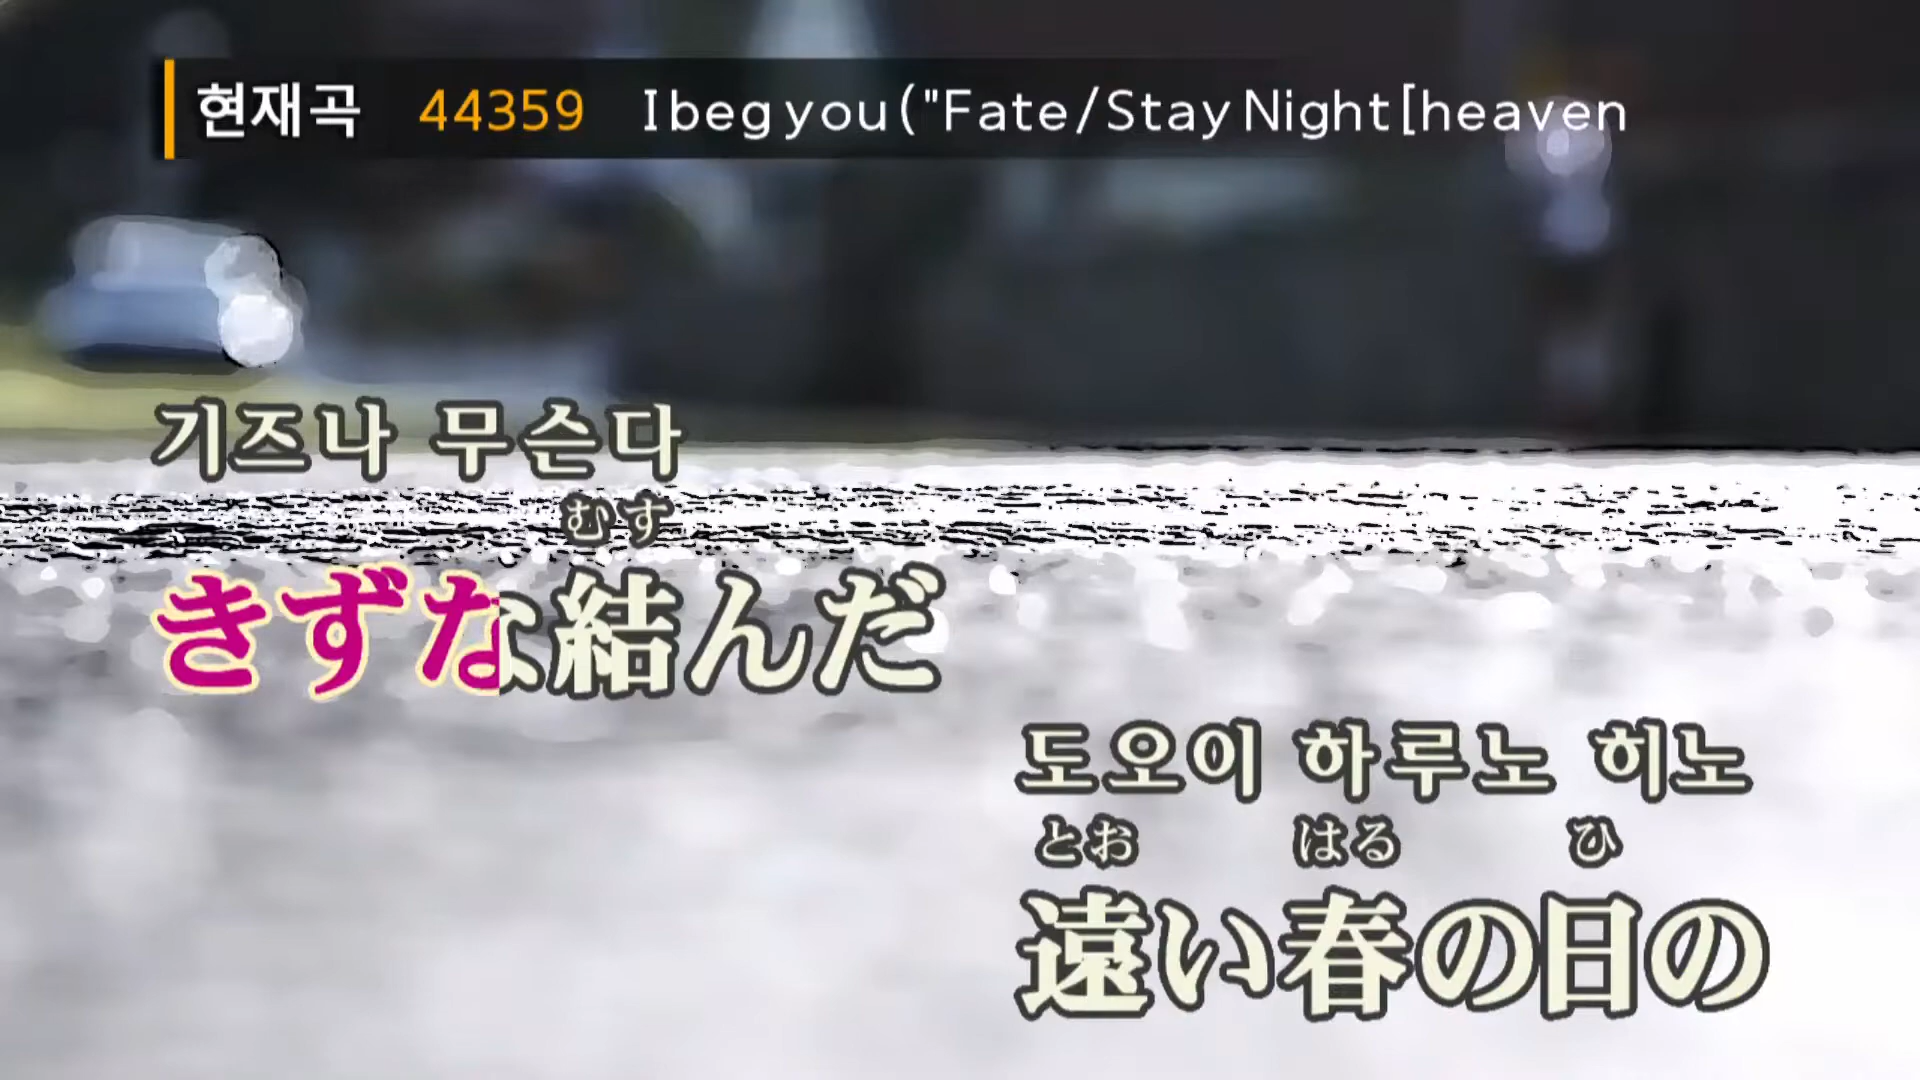 현재곡 44359 I beg you ("Fate/Stay Night[heaven
기즈나 무슨다
むす
きずな結んだ
도오이 하루노 히노
とお はる ひ
遠い春の日の